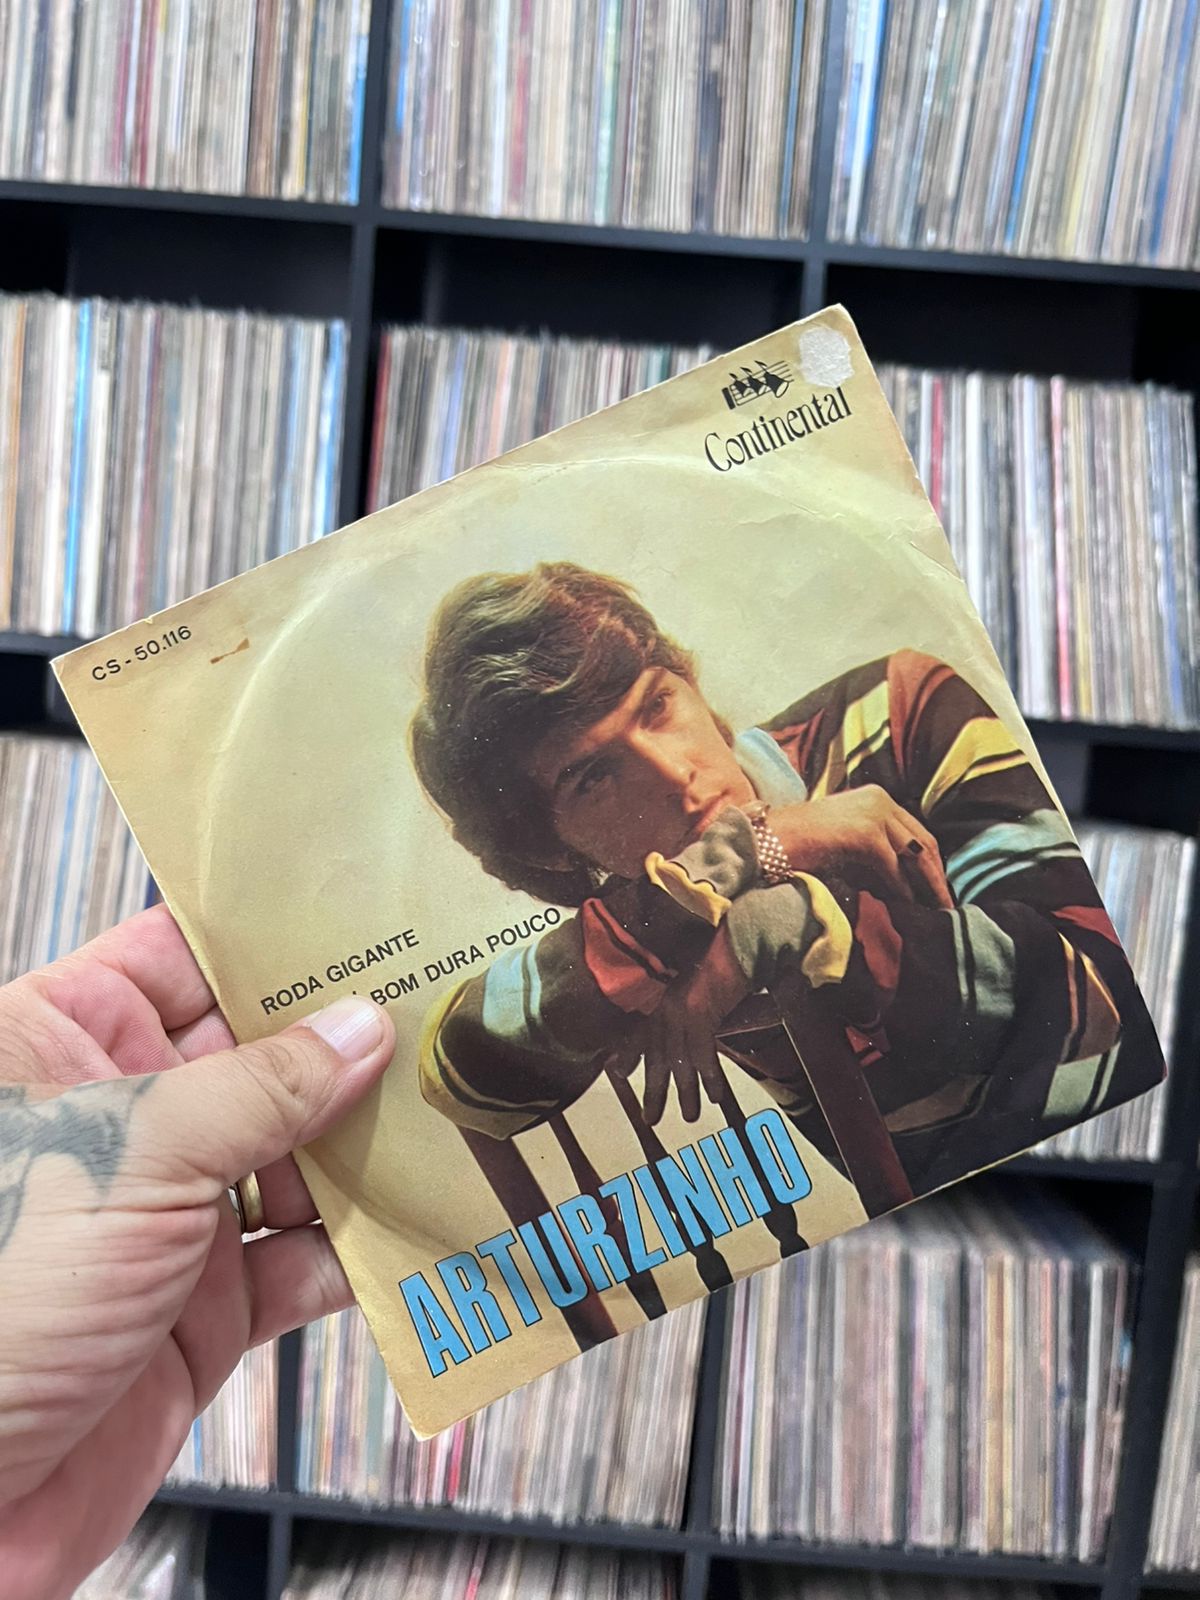 Continental
CS-50.116
RODA GIGANTE
BOM DURA POUCO
ARTURZINHO